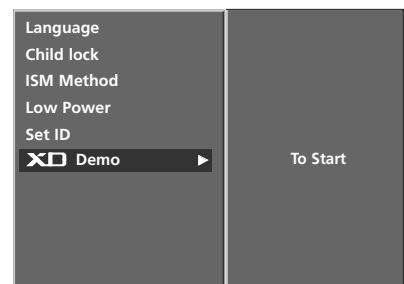 Language
Child lock
ISM Method
Low Power
Set ID
XD Demo ▶
To Start